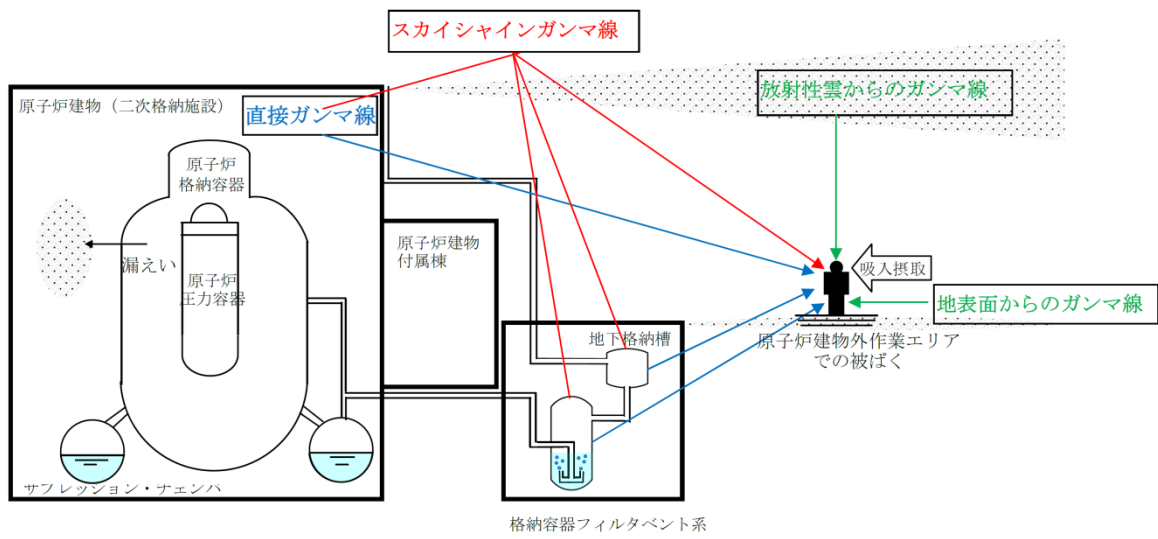 スカイシャインガンマ線
放射性雲からのガンマ線
原子炉建物（二次格納施設）
直接ガンマ線
原子炉
格納容器
原子炉建物
付属棟
漏えい
原子炉
圧力容器
吸入摂取
地表面からのガンマ線
地下格納槽
原子炉建物外作業エリア
での被ばく
サプレッション・チェンバ
格納容器フィルタベント系